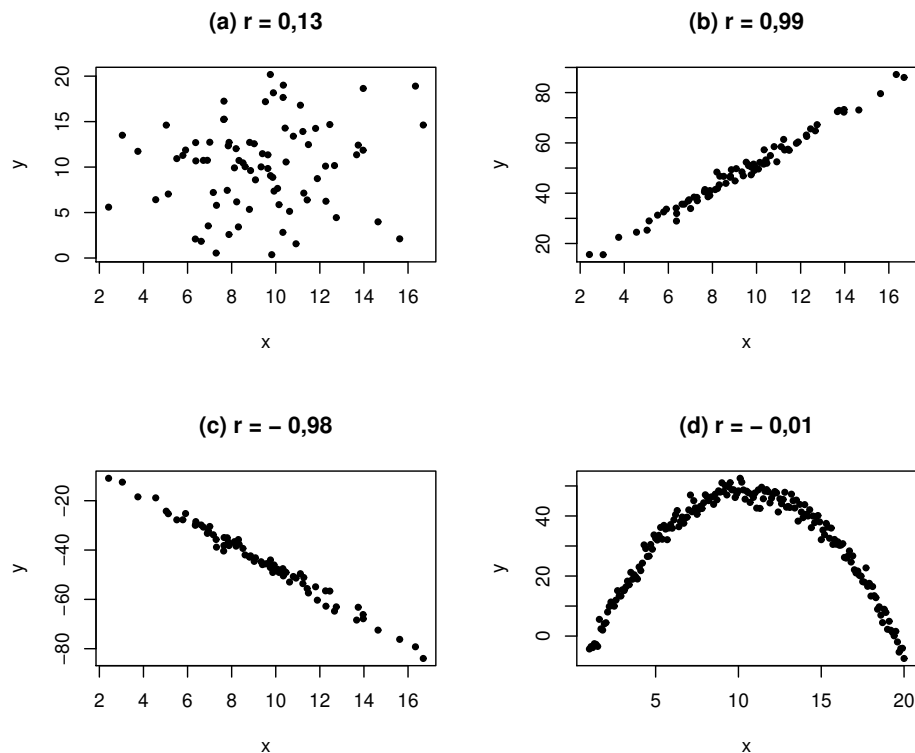 (a) r = 0,13
y
0 5 10 15 20
2 4 6 8 10 12 14 16
x
(b) r = 0,99
y
20 40 60 80
2 4 6 8 10 12 14 16
x
(c) r = − 0,98
y
−80 −60 −40 −20
2 4 6 8 10 12 14 16
x
(d) r = − 0,01
y
0 20 40
5 10 15 20
x